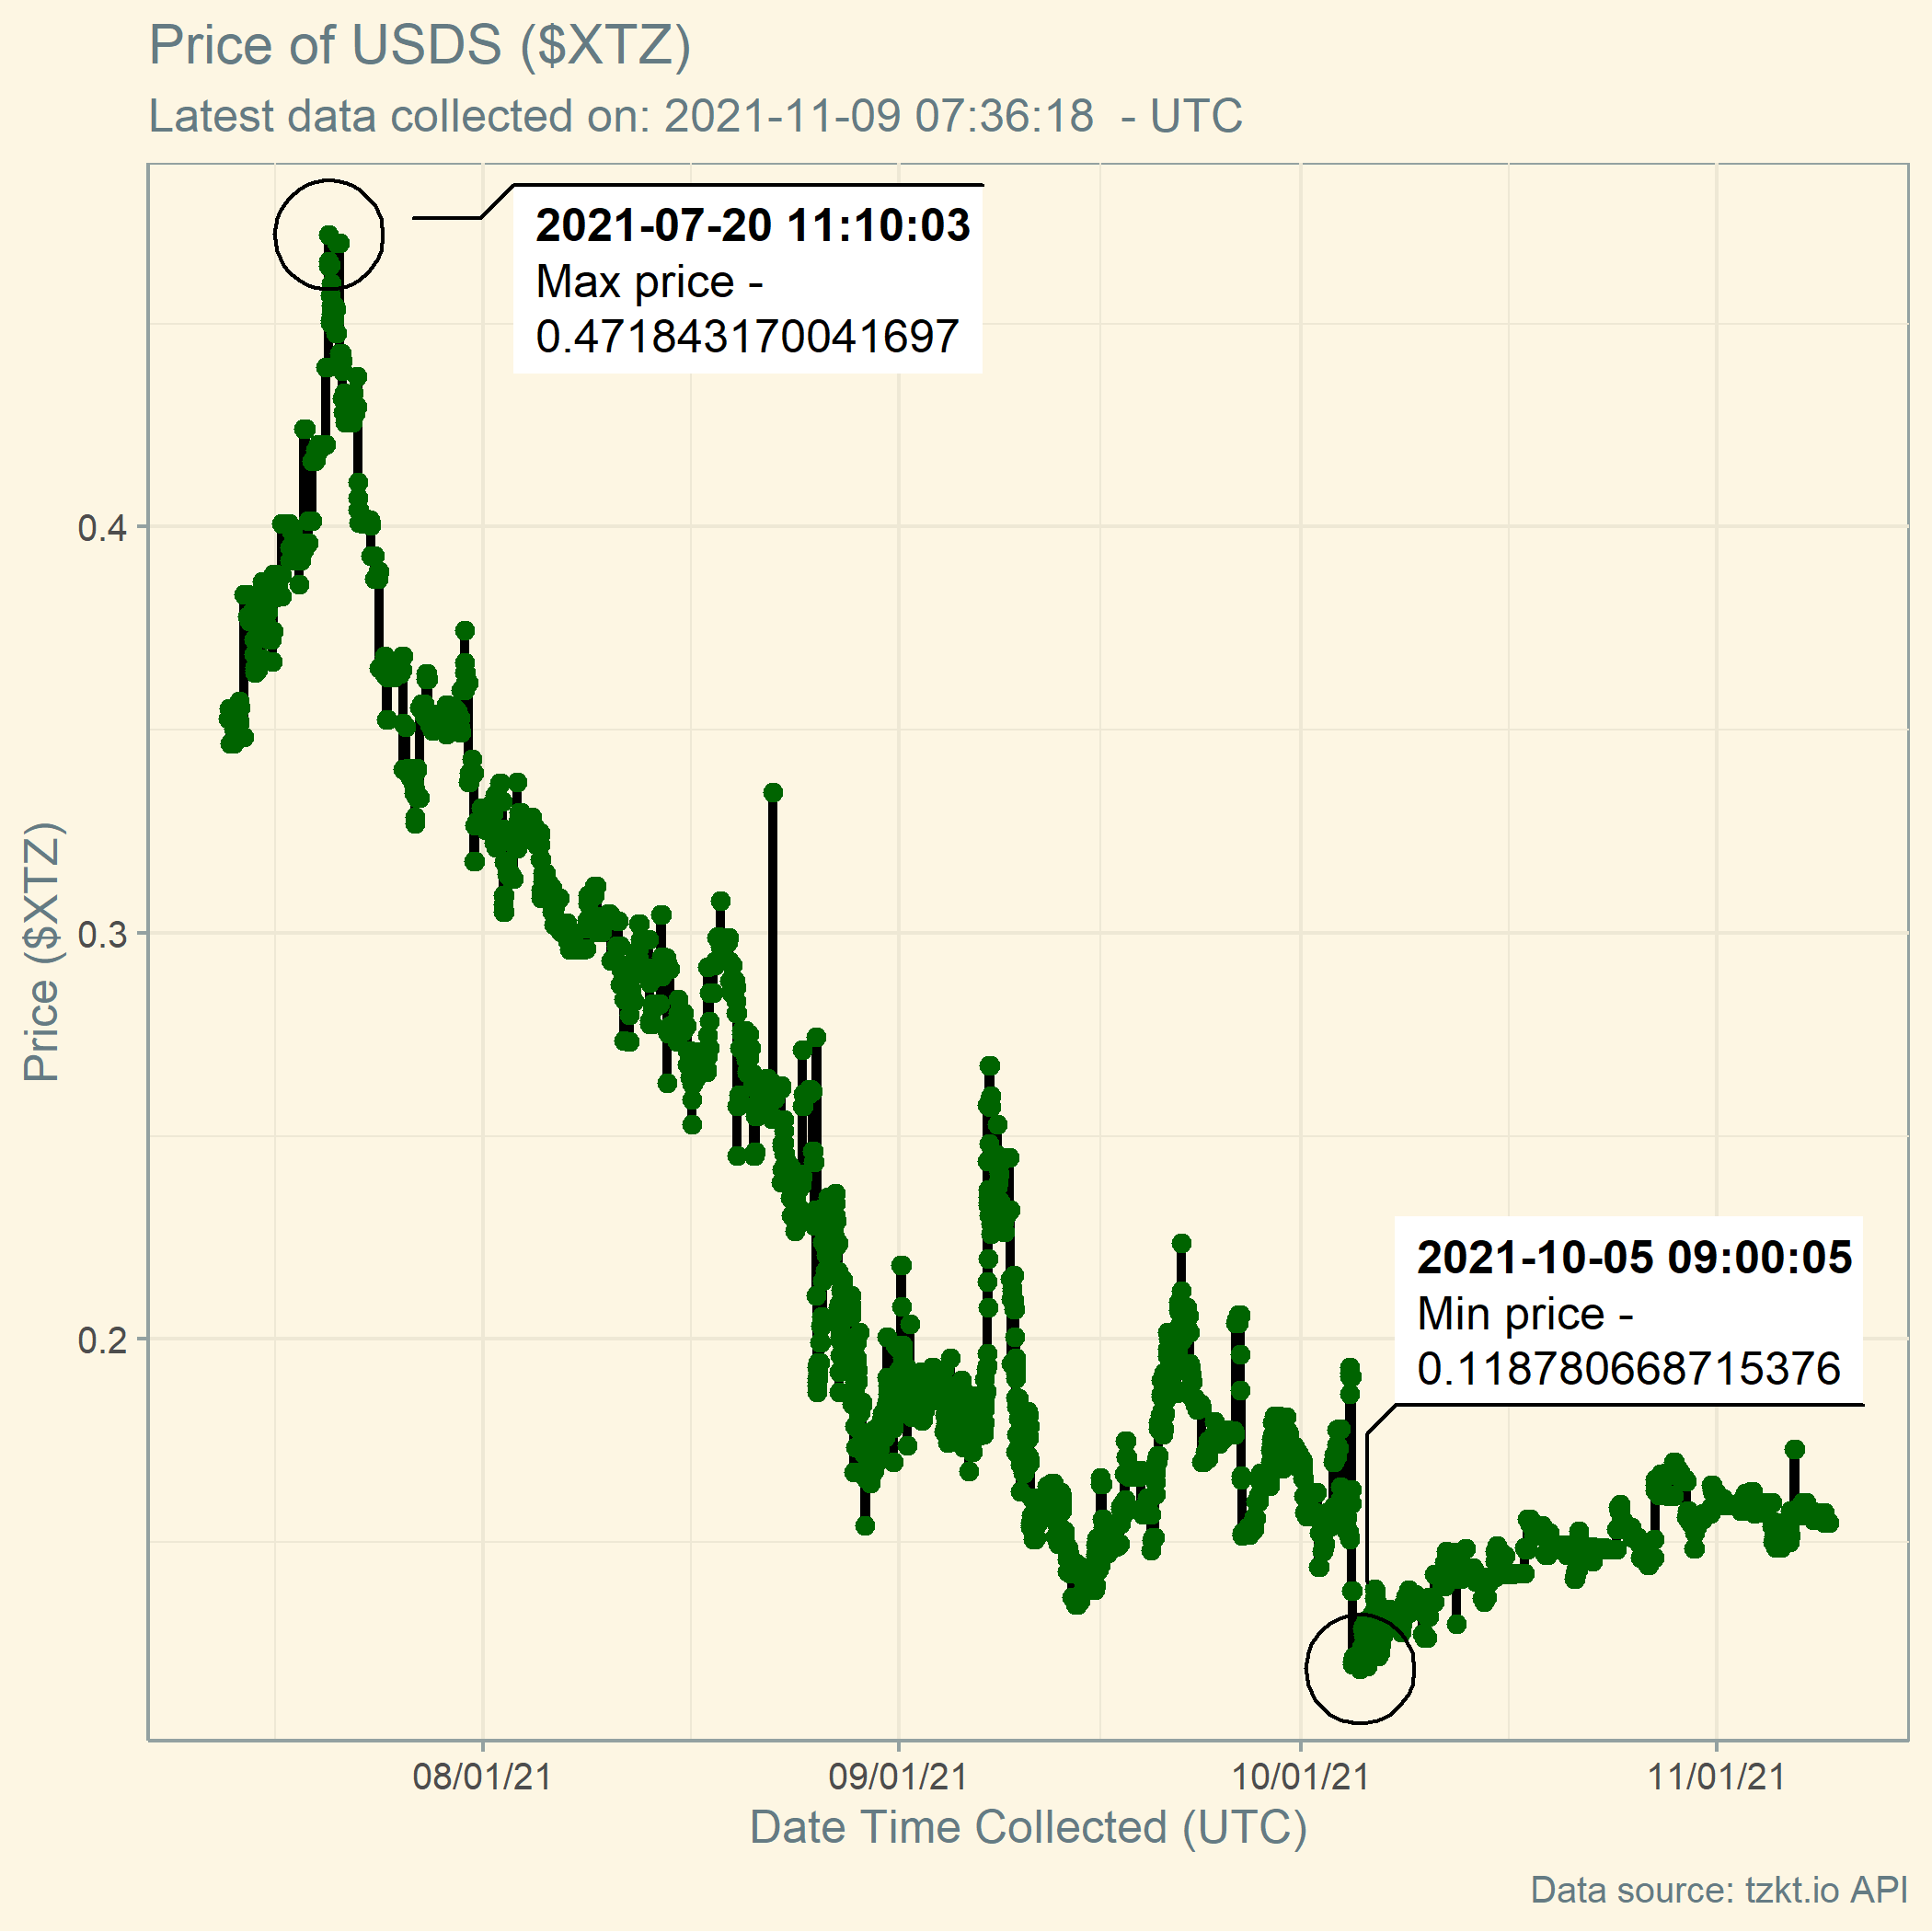 Price of USDS ($XTZ)
Latest data collected on: 2021-11-09 07:36:18  - UTC
2021-07-20 11:10:03
Max price -
0.471843170041697
2021-10-05 09:00:05
Min price -
0.118780668715376
Price ($XTZ)
0.4
0.3
0.2
08/01/21
09/01/21
10/01/21
11/01/21
Date Time Collected (UTC)
Data source: tzkt.io API